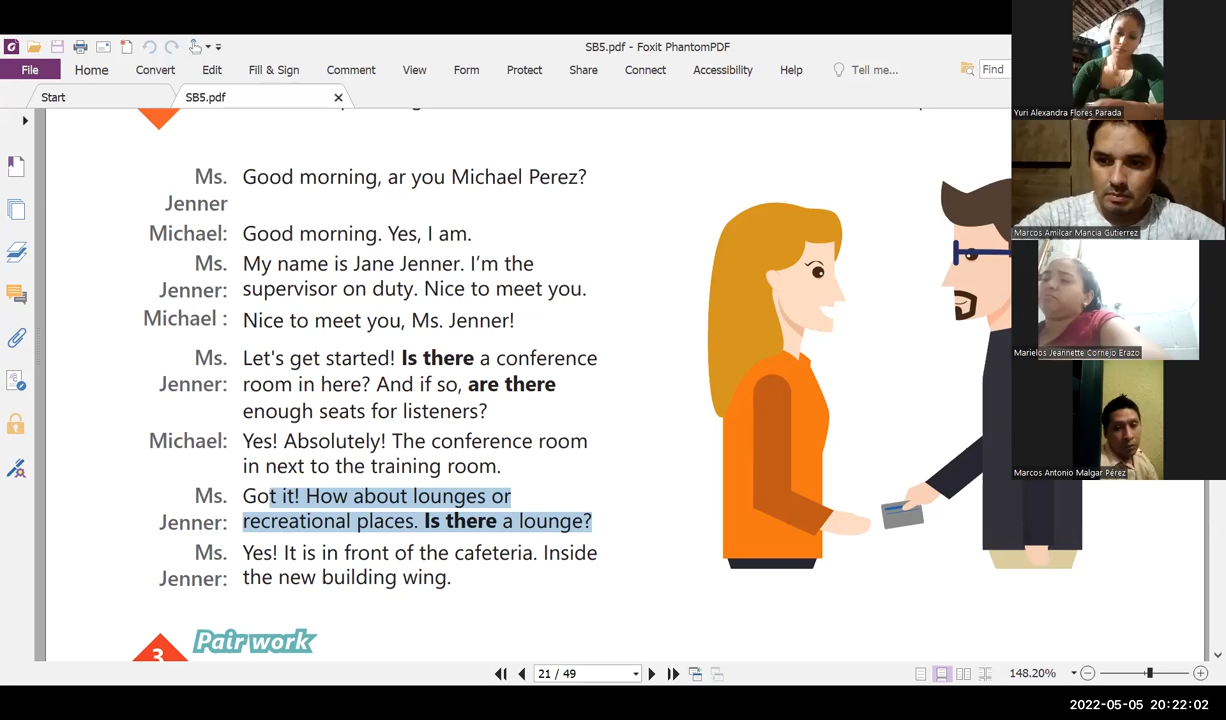 SB5.pdf - Foxit PhantomPDF
File Home Convert Edit Fill & Sign Comment View Form Protect Share Connect Accessibility Help Tell me... Find
Start SB5.pdf
Ms. Good morning, ar you Michael Perez?
Jenner
Michael: Good morning. Yes, I am.
Ms. My name is Jane Jenner. I'm the
Jenner: supervisor on duty. Nice to meet you.
Michael : Nice to meet you, Ms. Jenner!
Ms. Let's get started! Is there a conference
Jenner: room in here? And if so, are there
enough seats for listeners?
Michael: Yes! Absolutely! The conference room
in next to the training room.
Ms. Got it! How about lounges or
Jenner: recreational places. Is there a lounge?
Ms. Yes! It is in front of the cafeteria. Inside
Jenner: the new building wing.
3 Pair work
21 / 49
148.20%
Yuri Alexandra Flores Parada
Marcos Amilcar Mancia Gutierrez
Marielos Jeannette Cornejo Erazo
Marcos Antonio Malgar Pérez
2022-05-05 20:22:02